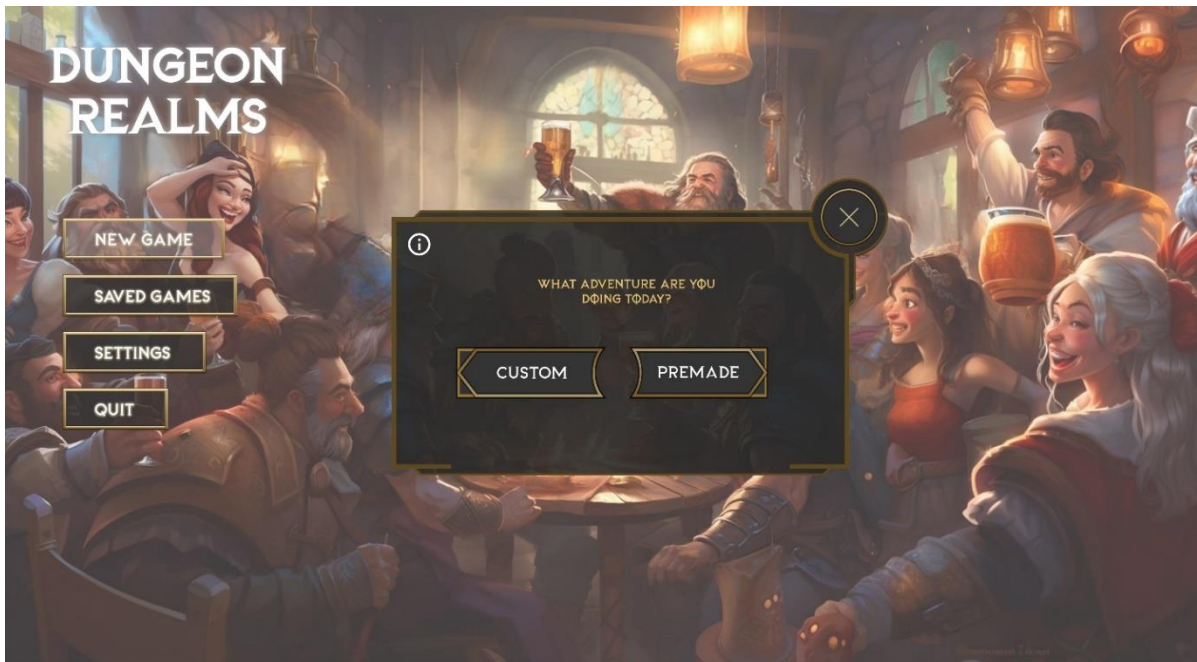 DUNGEON
REALMS
NEW GAME
SAVED GAMES
SETTINGS
QUIT
WHAT ADVENTURE ARE YOU
DOING TODAY?
CUSTOM
PREMADE